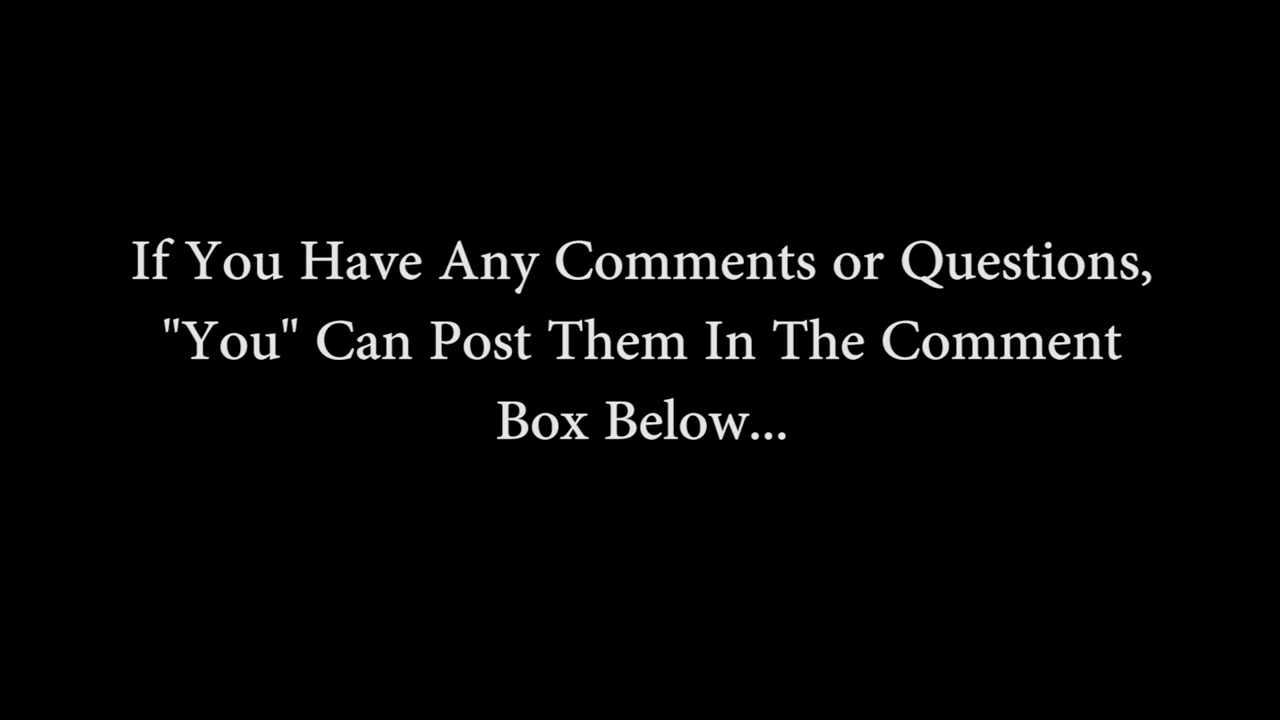 If You Have Any Comments or Questions,
"You" Can Post Them In The Comment
Box Below...